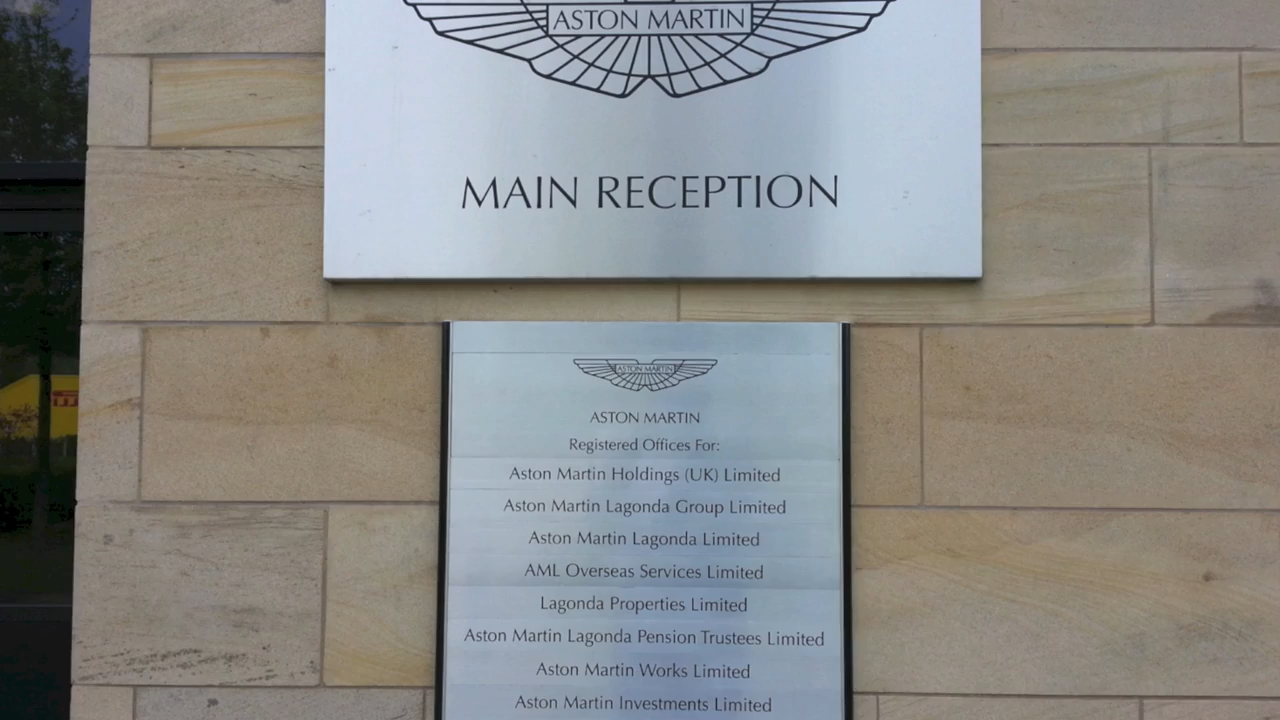 ASTON MARTIN
MAIN RECEPTION
ASTON MARTIN
ASTON MARTIN
Registered Offices For:
Aston Martin Holdings (UK) Limited
Aston Martin Lagonda Group Limited
Aston Martin Lagonda Limited
AML Overseas Services Limited
Lagonda Properties Limited
Aston Martin Lagonda Pension Trustees Limited
Aston Martin Works Limited
Aston Martin Investments Limited